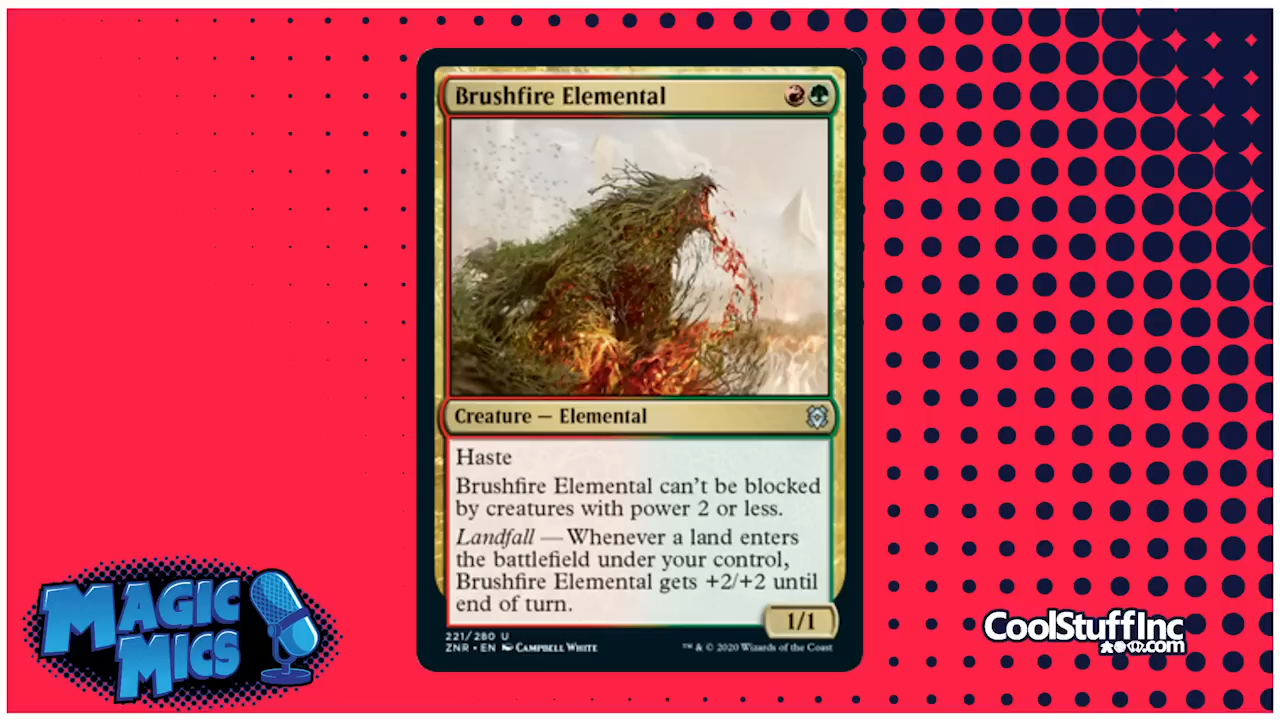 Brushfire Elemental
Creature — Elemental
Haste
Brushfire Elemental can't be blocked
by creatures with power 2 or less.
Landfall — Whenever a land enters
the battlefield under your control,
Brushfire Elemental gets +2/+2 until
end of turn.
1/1
221/280 U
ZNR • EN CAMPBELL WHITE
™ & © 2020 Wizards of the Coast
MAGIC
MICS
CoolStuffInc
.com